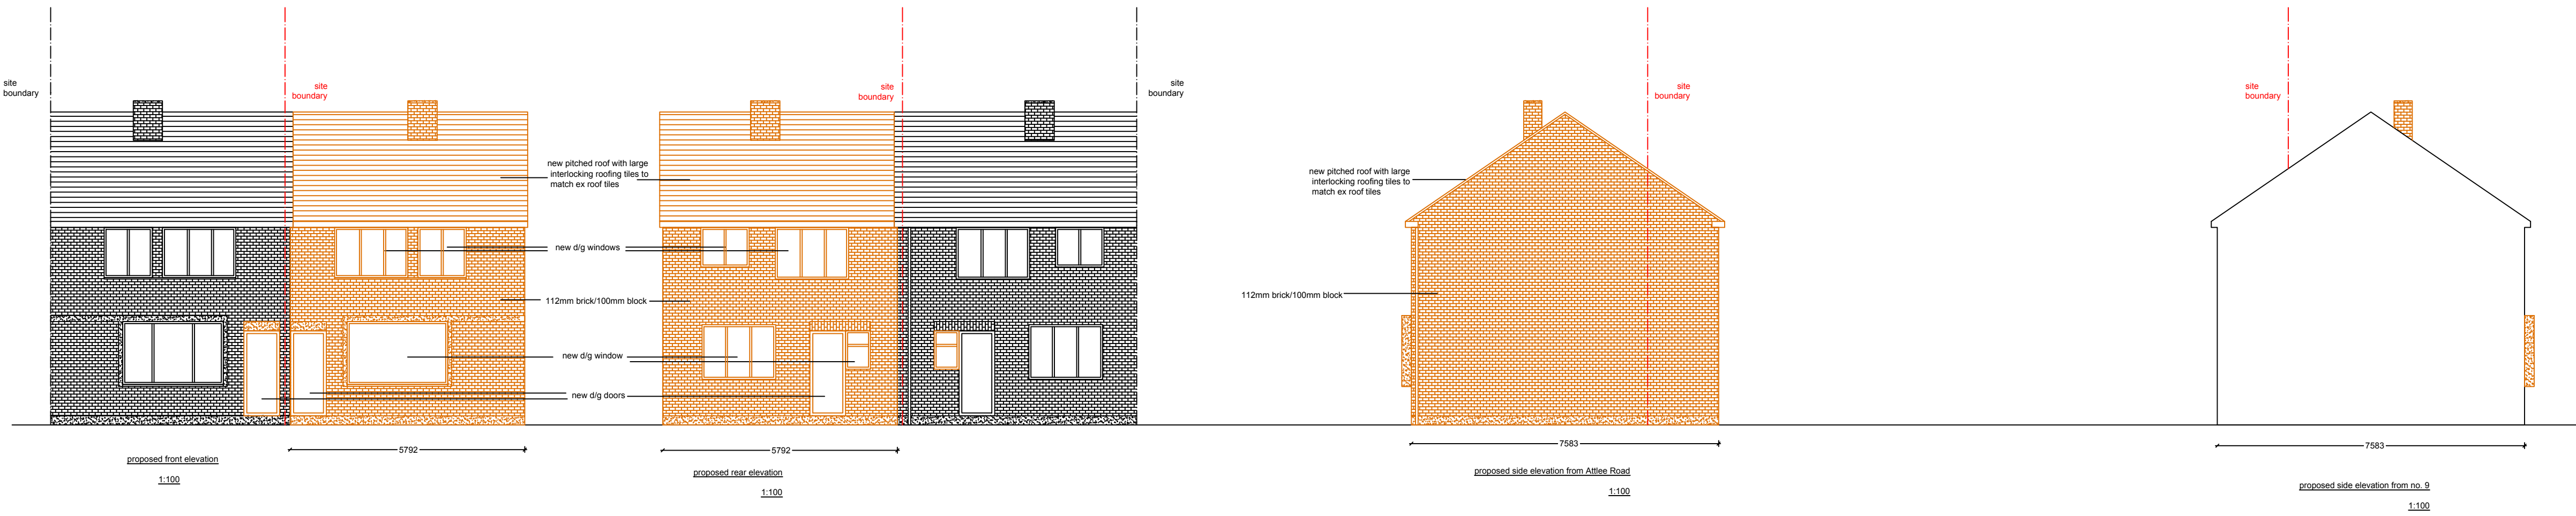 site
boundary
site
boundary
site
boundary
site
boundary
site
boundary
site
boundary
new pitched roof with large
interlocking roofing tiles to
match ex roof tiles
new pitched roof with large
interlocking roofing tiles to
match ex roof tiles
new d/g windows
112mm brick/100mm block
112mm brick/100mm block
new d/g window
new d/g doors
5792
5792
7583
7583
proposed front elevation
1:100
proposed rear elevation
1:100
proposed side elevation from Attlee Road
1:100
proposed side elevation from no. 9
1:100